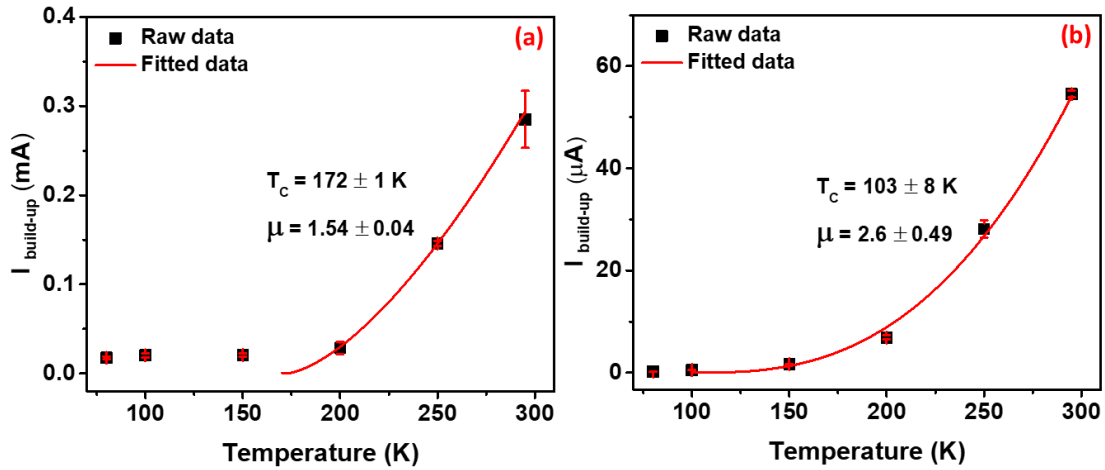 (a)
Raw data
Fitted data
I build-up (mA)
0.4
0.3
0.2
0.1
0.0
T_C = 172 ± 1 K
μ = 1.54 ± 0.04
100 150 200 250 300
Temperature (K)
(b)
Raw data
Fitted data
I build-up (μA)
60
40
20
0
T_C = 103 ± 8 K
μ = 2.6 ± 0.49
100 150 200 250 300
Temperature (K)